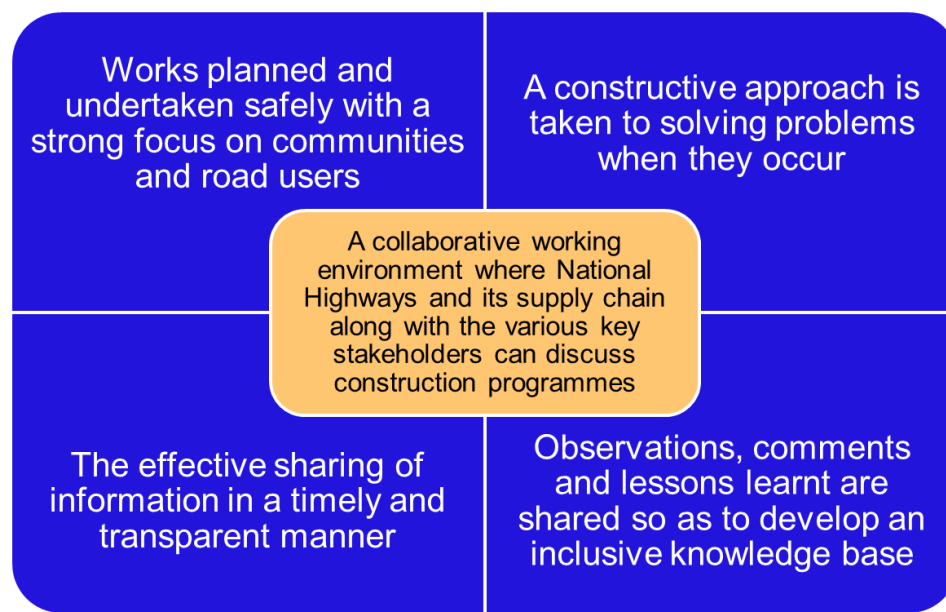 Works planned and
undertaken safely with a
strong focus on communities
and road users
A constructive approach is
taken to solving problems
when they occur
A collaborative working
environment where National
Highways and its supply chain
along with the various key
stakeholders can discuss
construction programmes
The effective sharing of
information in a timely and
transparent manner
Observations, comments
and lessons learnt are
shared so as to develop an
inclusive knowledge base